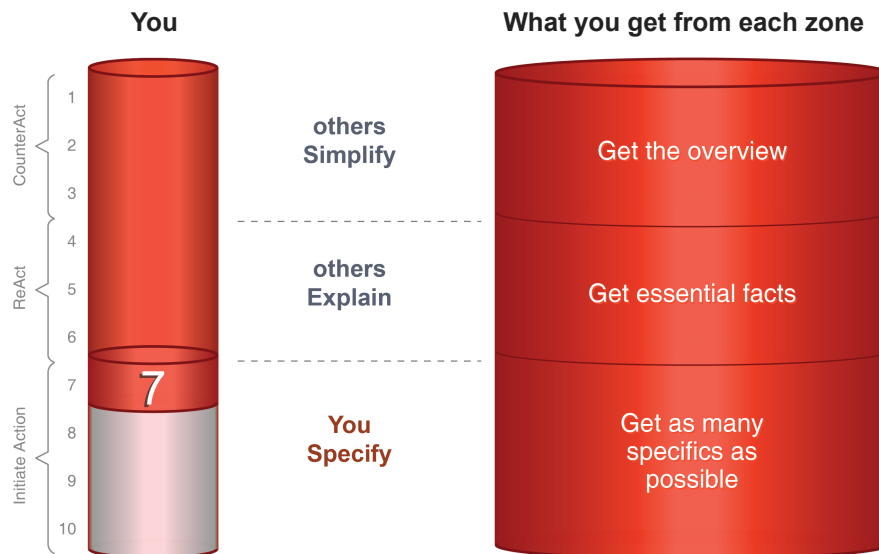 You
What you get from each zone
CounterAct
1
2
3
others
Simplify
Get the overview
ReAct
4
5
6
others
Explain
Get essential facts
Initiate Action
7
7
8
9
10
You
Specify
Get as many
specifics as
possible